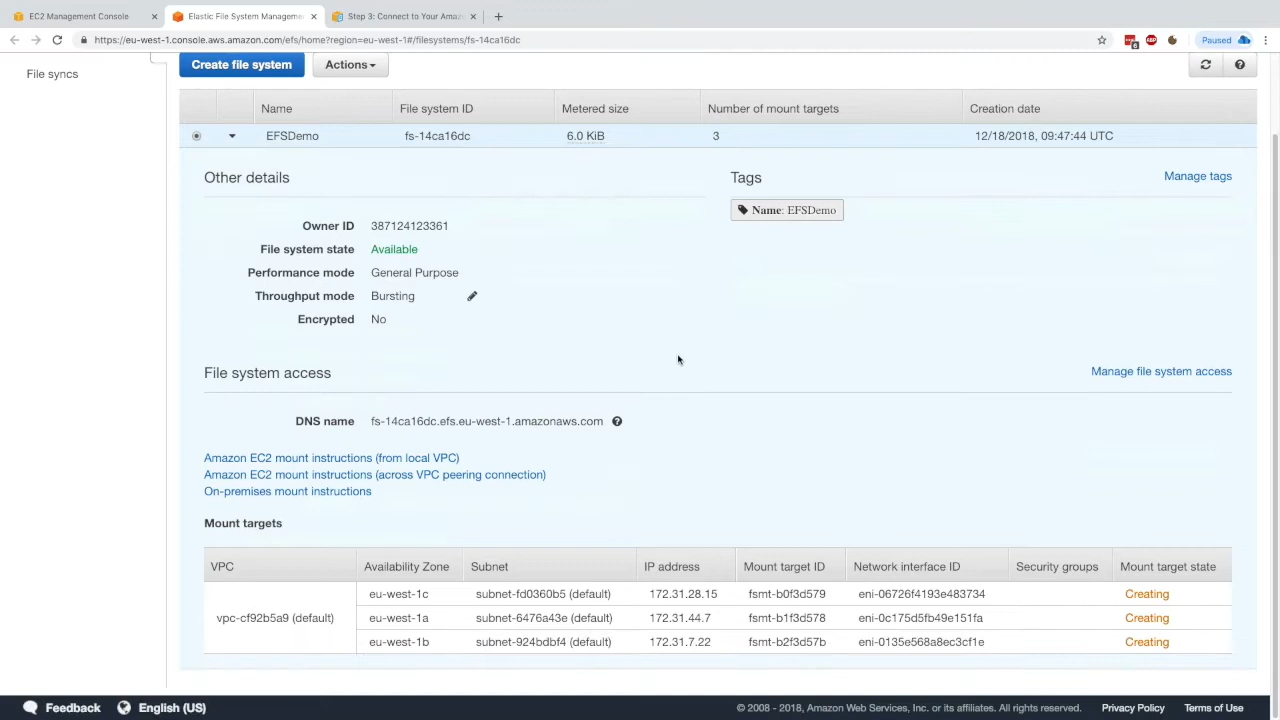 EC2 Management Console
Elastic File System Manageme
Step 3: Connect to Your Amaz
https://eu-west-1.console.aws.amazon.com/efs/home?region=eu-west-1#/filesystems/fs-14ca16dc
Paused
File syncs
Create file system
Actions
Name File system ID Metered size Number of mount targets Creation date
EFSDemo fs-14ca16dc 6.0 KiB 3 12/18/2018, 09:47:44 UTC
Other details
Tags
Manage tags
Name: EFSDemo
Owner ID 387124123361
File system state Available
Performance mode General Purpose
Throughput mode Bursting
Encrypted No
File system access
Manage file system access
DNS name fs-14ca16dc.efs.eu-west-1.amazonaws.com
Amazon EC2 mount instructions (from local VPC)
Amazon EC2 mount instructions (across VPC peering connection)
On-premises mount instructions
Mount targets
VPC Availability Zone Subnet IP address Mount target ID Network interface ID Security groups Mount target state
eu-west-1c subnet-fd0360b5 (default) 172.31.28.15 fsmt-b0f3d579 eni-06726f4193e483734 Creating
vpc-cf92b5a9 (default) eu-west-1a subnet-6476a43e (default) 172.31.44.7 fsmt-b1f3d578 eni-0c175d5fb49e151fa Creating
eu-west-1b subnet-924bdbf4 (default) 172.31.7.22 fsmt-b2f3d57b eni-0135e568a8ec3cf1e Creating
Feedback English (US) © 2008 - 2018, Amazon Web Services, Inc. or its affiliates. All rights reserved. Privacy Policy Terms of Use